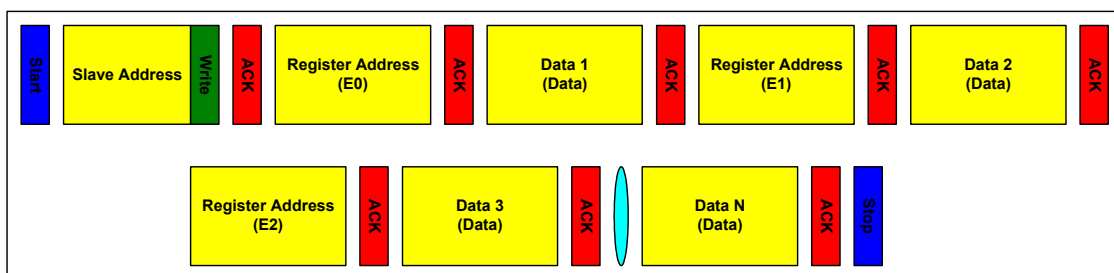 Start
Slave Address
Write
ACK
Register Address
(E0)
ACK
Data 1
(Data)
ACK
Register Address
(E1)
ACK
Data 2
(Data)
ACK
Register Address
(E2)
ACK
Data 3
(Data)
ACK
Data N
(Data)
ACK
Stop